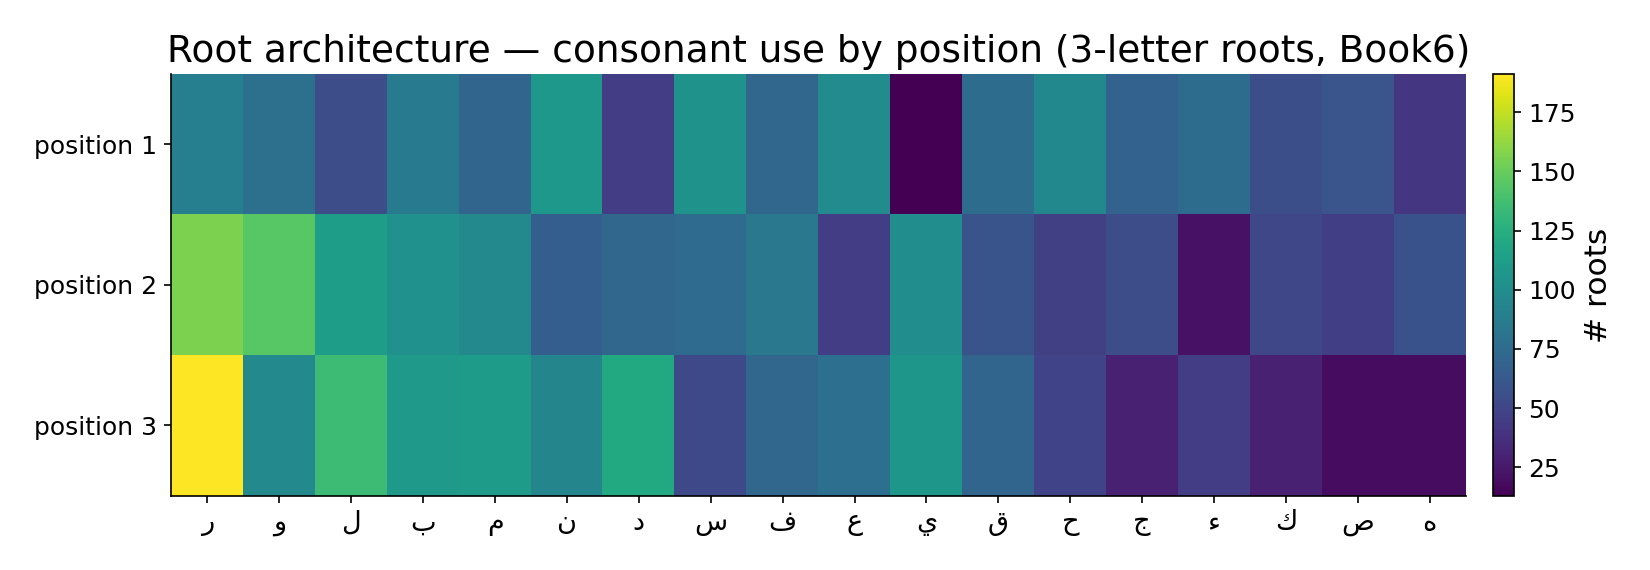 Root architecture — consonant use by position (3-letter roots, Book6)
position 1
position 2
position 3
ر و ل ب م ن د س ف ع ي ق ح ج ء ك ص ه
175
150
125
100
75
50
25
# roots